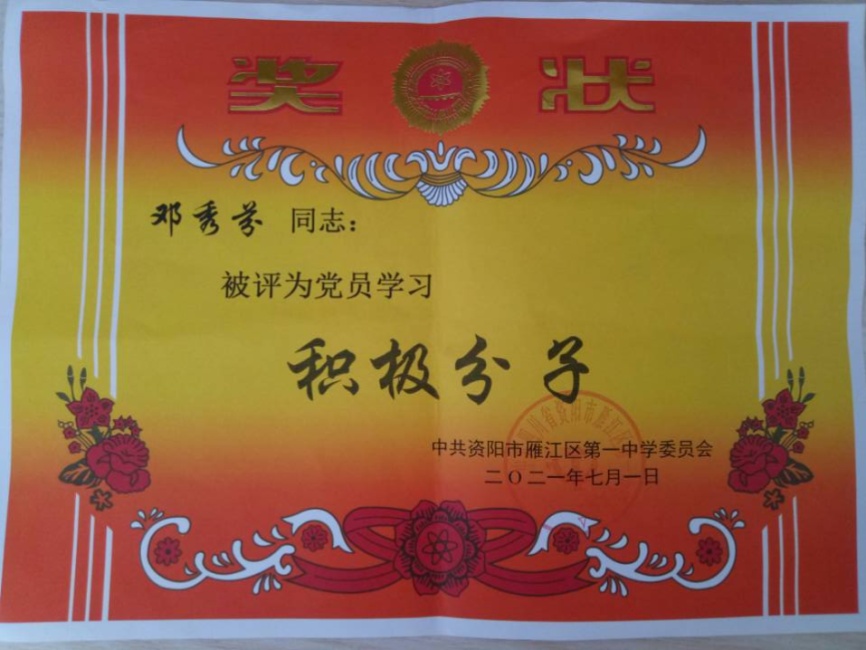 奖状
邓秀芬 同志：
被评为党员学习
积极分子
中共资阳市雁江区第一中学委员会
二〇二一年七月一日